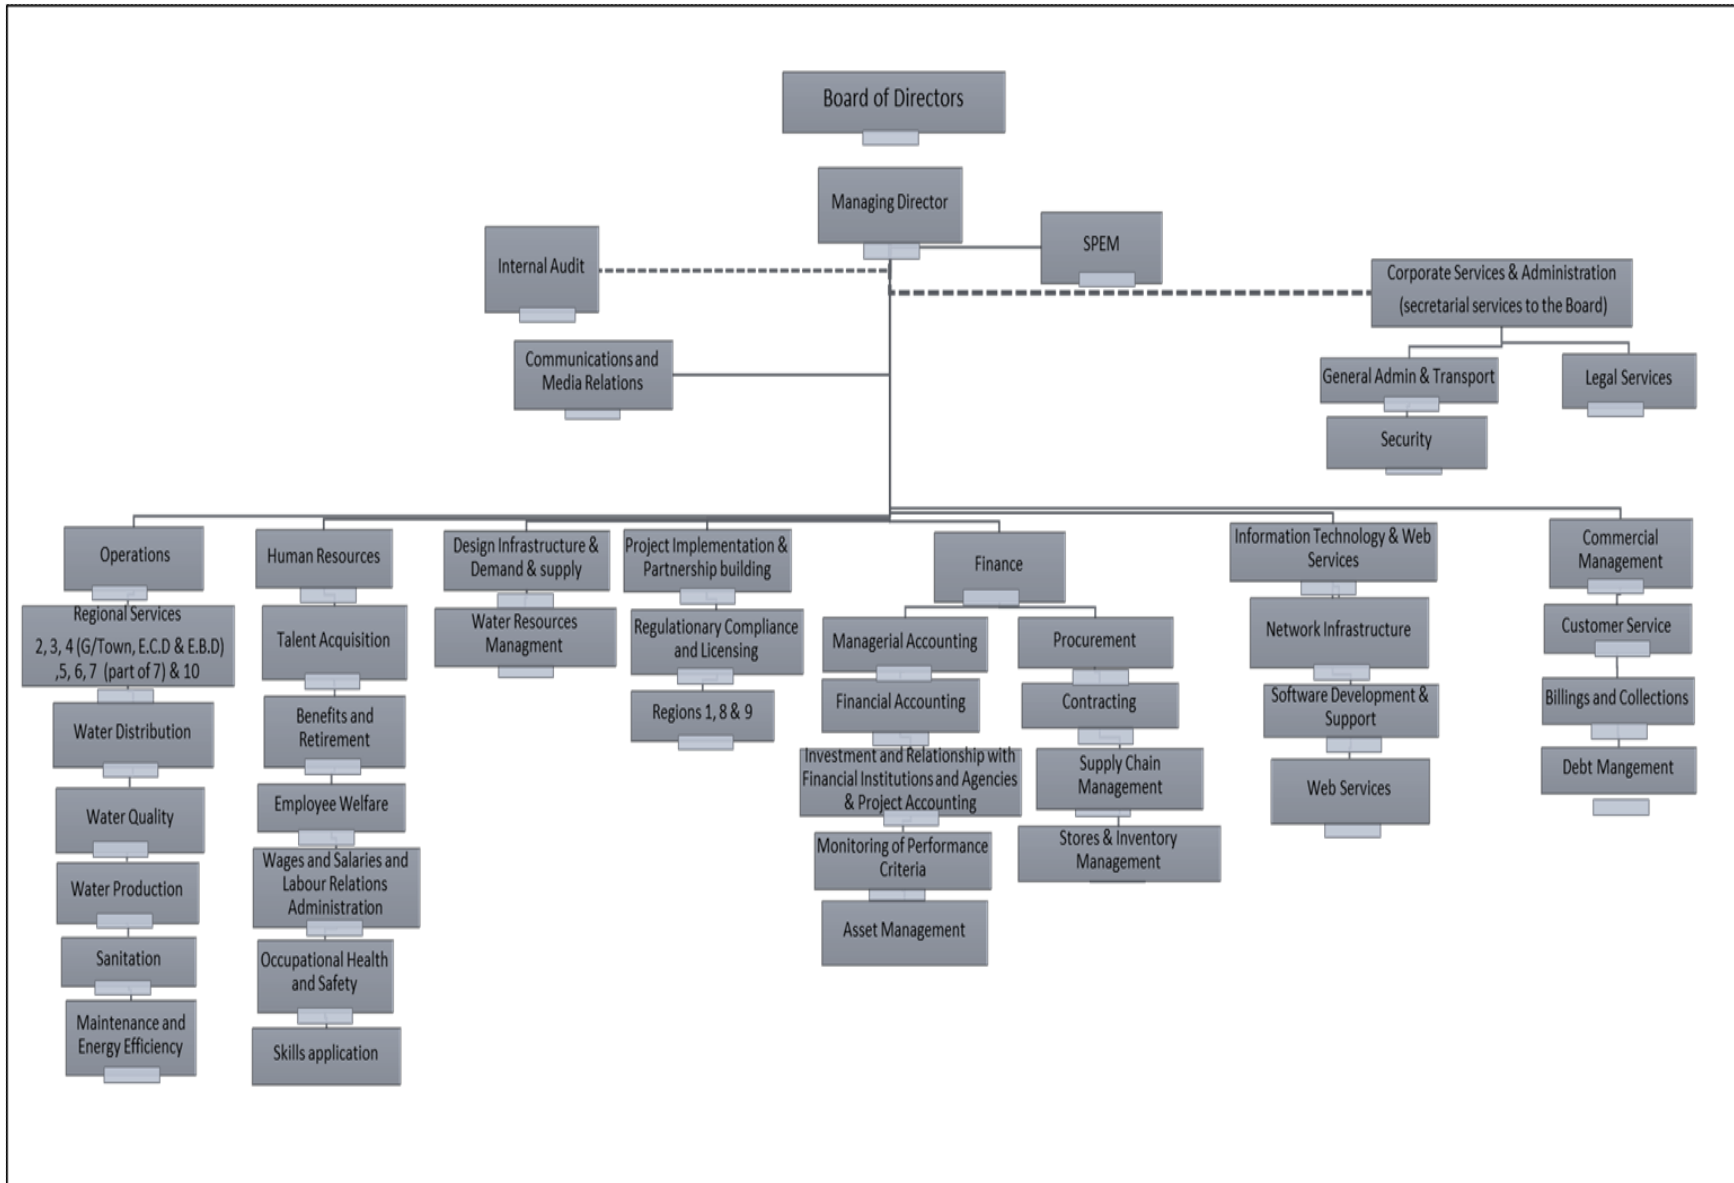 Board of Directors
Managing Director
SPEM
Internal Audit
Corporate Services & Administration
(secretarial services to the Board)
Communications and
Media Relations
General Admin & Transport
Legal Services
Security
Operations
Regional Services
2, 3, 4 (G/Town, E.C.D & E.B.D)
,5, 6, 7 (part of 7) & 10
Water Distribution
Water Quality
Water Production
Sanitation
Maintenance and
Energy Efficiency
Human Resources
Talent Acquisition
Benefits and
Retirement
Employee Welfare
Wages and Salaries and
Labour Relations
Administration
Occupational Health
and Safety
Skills application
Design Infrastructure &
Demand & supply
Water Resources
Managment
Project Implementation &
Partnership building
Regulationary Compliance
and Licensing
Regions 1, 8 & 9
Finance
Managerial Accounting
Financial Accounting
Investment and Relationship with
Financial Institutions and Agencies
& Project Accounting
Monitoring of Performance
Criteria
Asset Management
Procurement
Contracting
Supply Chain
Management
Stores & Inventory
Management
Information Technology & Web
Services
Network Infrastructure
Software Development &
Support
Web Services
Commercial
Management
Customer Service
Billings and Collections
Debt Mangement